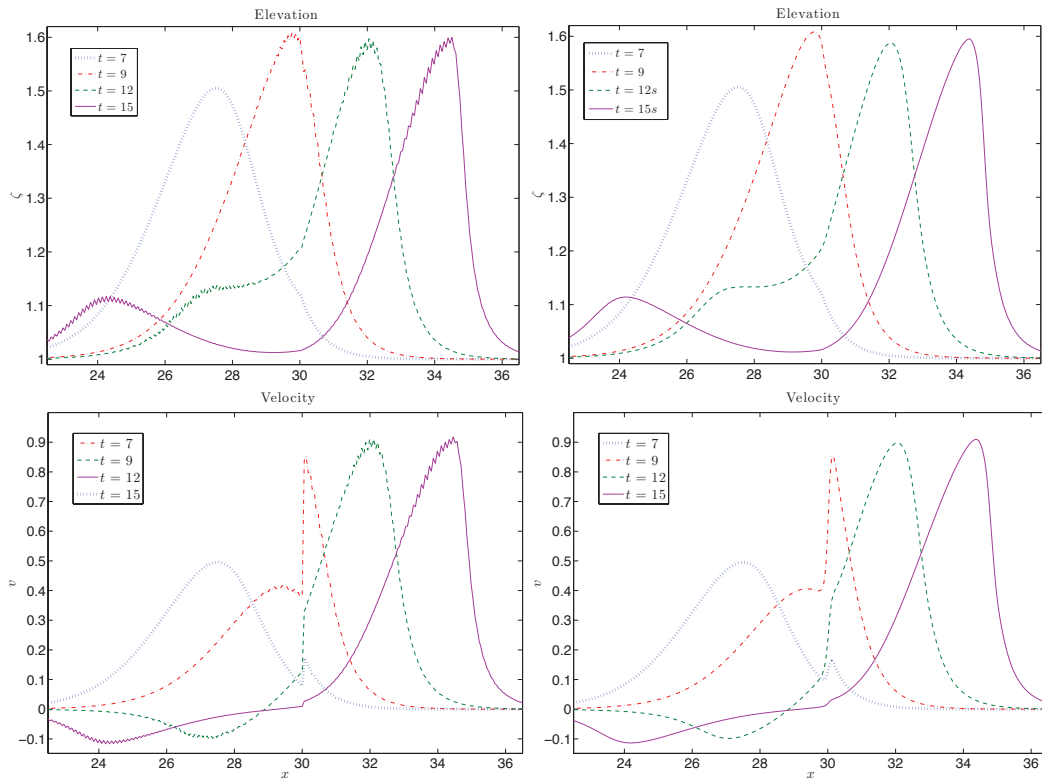 Elevation
1.6
1.5
1.4
1.3
1.2
1.1
1
ζ
t = 7
t = 9
t = 12
t = 15
24 26 28 30 32 34 36
Elevation
1.6
1.5
1.4
1.3
1.2
1.1
1
ζ
t = 7
t = 9
t = 12s
t = 15s
24 26 28 30 32 34 36
Velocity
0.9
0.8
0.7
0.6
0.5
0.4
0.3
0.2
0.1
0
−0.1
v
t = 7
t = 9
t = 12
t = 15
24 26 28 30 32 34 36
x
Velocity
0.9
0.8
0.7
0.6
0.5
0.4
0.3
0.2
0.1
0
−0.1
v
t = 7
t = 9
t = 12
t = 15
24 26 28 30 32 34 36
x